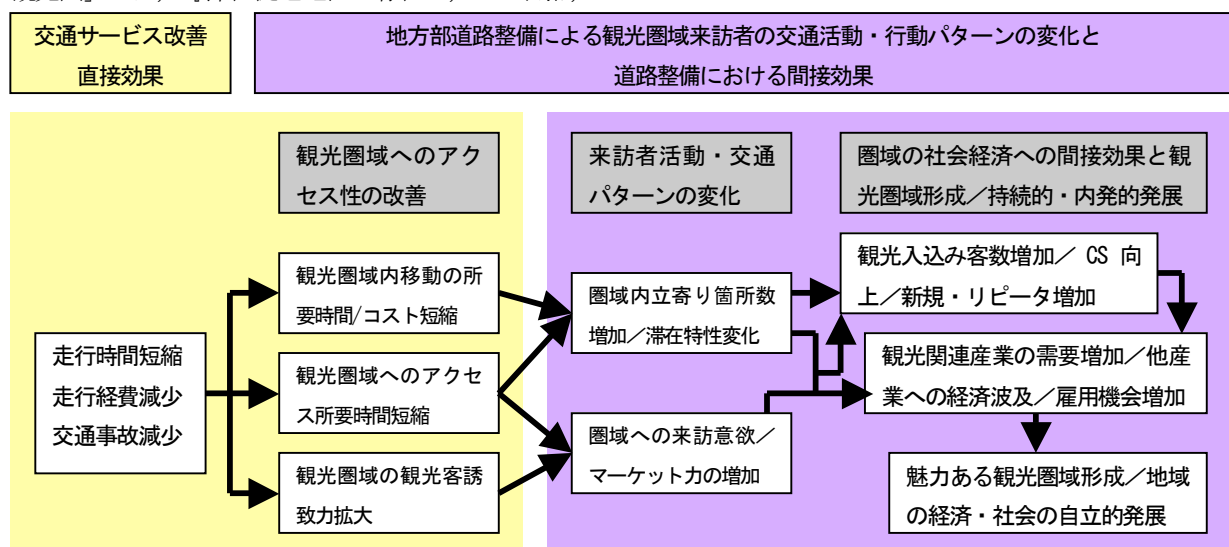 交通サービス改善
直接効果
地方部道路整備による観光圏域来訪者の交通活動・行動パターンの変化と
道路整備における間接効果
観光圏域へのアク
セス性の改善
来訪者活動・交通
パターンの変化
圏域の社会経済への間接効果と観
光圏域形成／持続的・内発的発展
走行時間短縮
走行経費減少
交通事故減少
観光圏域内移動の所
要時間/コスト短縮
観光圏域へのアクセ
ス所要時間短縮
観光圏域の観光客誘
致力拡大
圏域内立寄り箇所数
増加／滞在特性変化
圏域への来訪意欲／
マーケット力の増加
観光入込み客数増加／ CS 向
上／新規・リピータ増加
観光関連産業の需要増加／他産
業への経済波及／雇用機会増加
魅力ある観光圏域形成／地域
の経済・社会の自立的発展